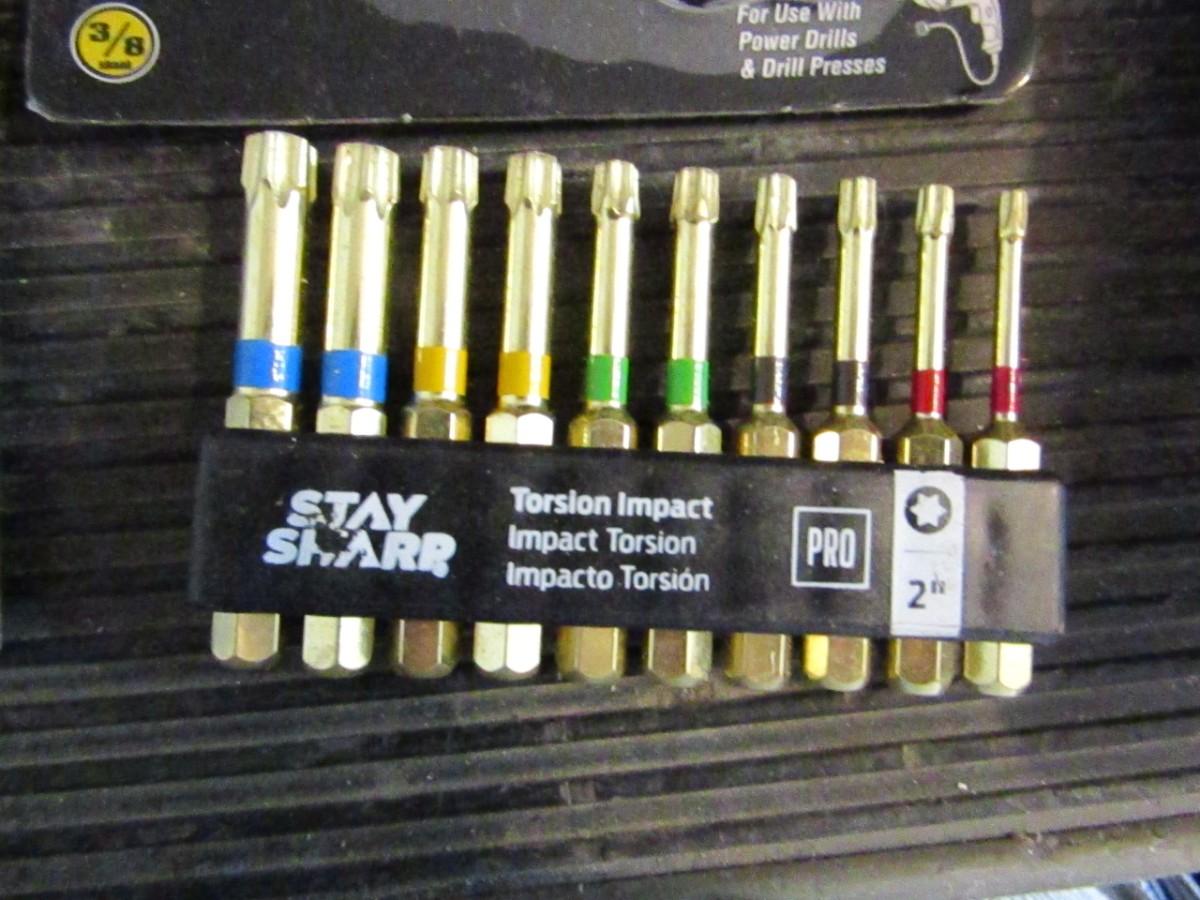 3/8
For Use With
Power Drills
& Drill Presses
STAY
SHARP
Torsion Impact
Impact Torsion
Impacto Torsión
PRO
2"